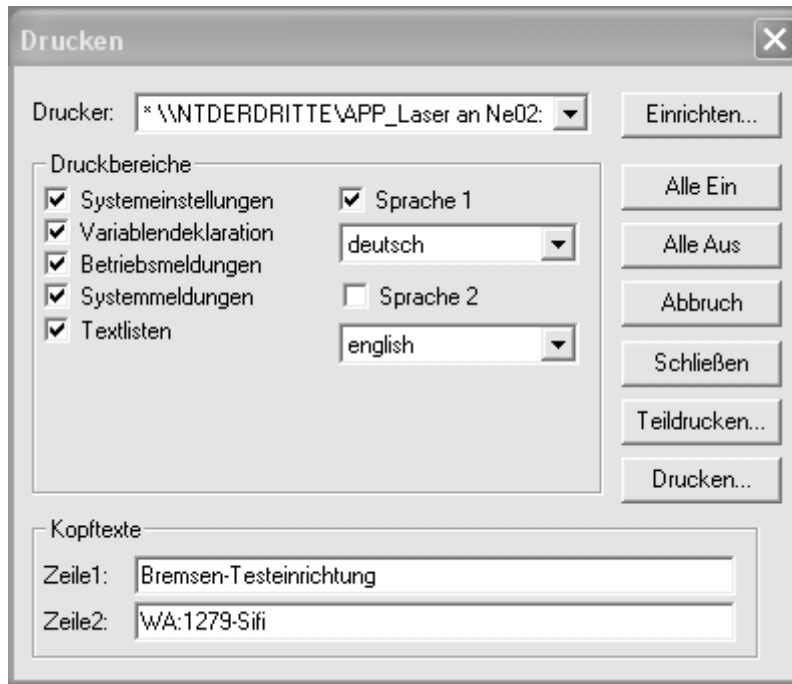 Drucken
Drucker: * \\NTDERDRITTE\APP_Laser an Ne02: Einrichten...
Druckbereiche
Systemeinstellungen
Variablendeklaration
Betriebsmeldungen
Systemmeldungen
Textlisten
Sprache 1
deutsch
Sprache 2
english
Alle Ein
Alle Aus
Abbruch
Schließen
Teildrucken...
Drucken...
Kopftexte
Zeile1: Bremsen-Testeinrichtung
Zeile2: WA:1279-Sifi